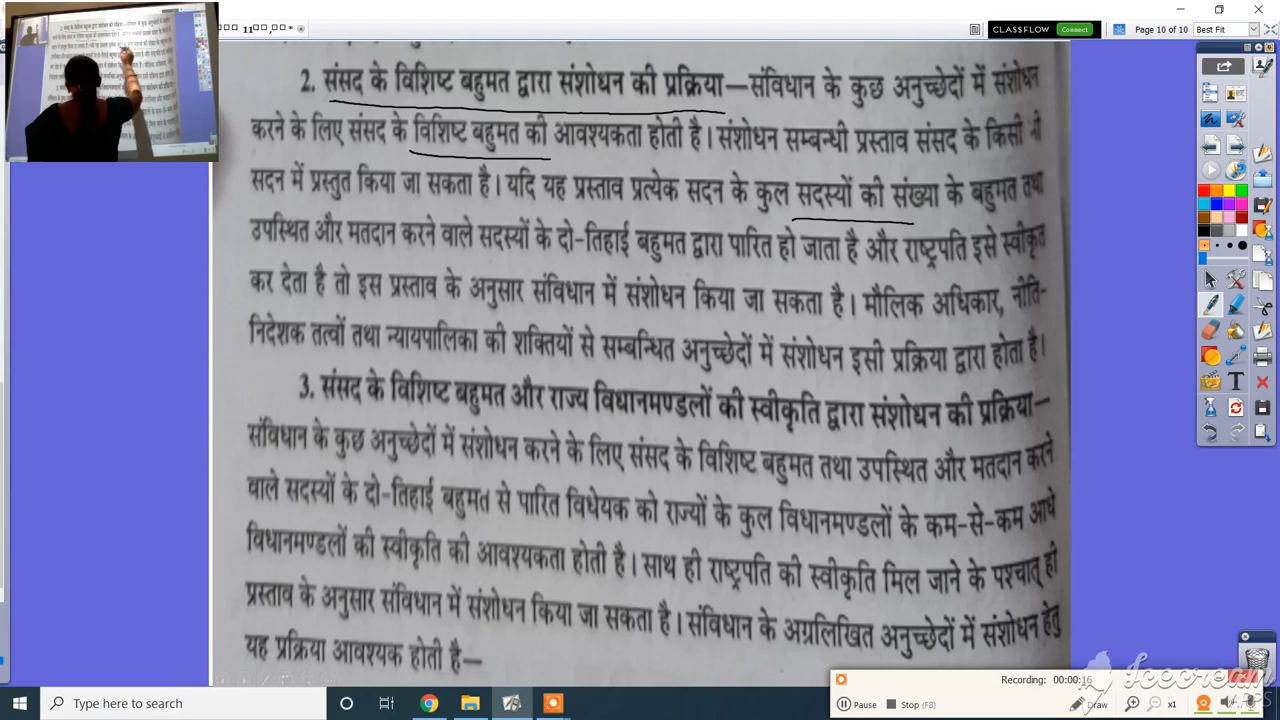 11
CLASSFLOW
Connect
Page 10 of 10
Best Fit
2. संसद के विशिष्ट बहुमत द्वारा संशोधन की प्रक्रिया—संविधान के कुछ अनुच्छेदों में संशोधन
करने के लिए संसद के विशिष्ट बहुमत की आवश्यकता होती है। संशोधन सम्बन्धी प्रस्ताव संसद के किसी भी
सदन में प्रस्तुत किया जा सकता है। यदि यह प्रस्ताव प्रत्येक सदन के कुल सदस्यों की संख्या के बहुमत तथा
उपस्थित और मतदान करने वाले सदस्यों के दो-तिहाई बहुमत द्वारा पारित हो जाता है और राष्ट्रपति इसे स्वीकृत
कर देता है तो इस प्रस्ताव के अनुसार संविधान में संशोधन किया जा सकता है। मौलिक अधिकार, नीति-
निदेशक तत्वों तथा न्यायपालिका की शक्तियों से सम्बन्धित अनुच्छेदों में संशोधन इसी प्रक्रिया द्वारा होता है।
3. संसद के विशिष्ट बहुमत और राज्य विधानमण्डलों की स्वीकृति द्वारा संशोधन की प्रक्रिया—
संविधान के कुछ अनुच्छेदों में संशोधन करने के लिए संसद के विशिष्ट बहुमत तथा उपस्थित और मतदान करने
वाले सदस्यों के दो-तिहाई बहुमत से पारित विधेयक को राज्यों के कुल विधानमण्डलों के कम-से-कम आधे
विधानमण्डलों की स्वीकृति की आवश्यकता होती है। साथ ही राष्ट्रपति की स्वीकृति मिल जाने के पश्चात् ही
प्रस्ताव के अनुसार संविधान में संशोधन किया जा सकता है। संविधान के अग्रलिखित अनुच्छेदों में संशोधन हेतु
यह प्रक्रिया आवश्यक होती है—
Recording: 00:00:16
Pause Stop (F8) Draw x1
Icecream
APPS
Type here to search